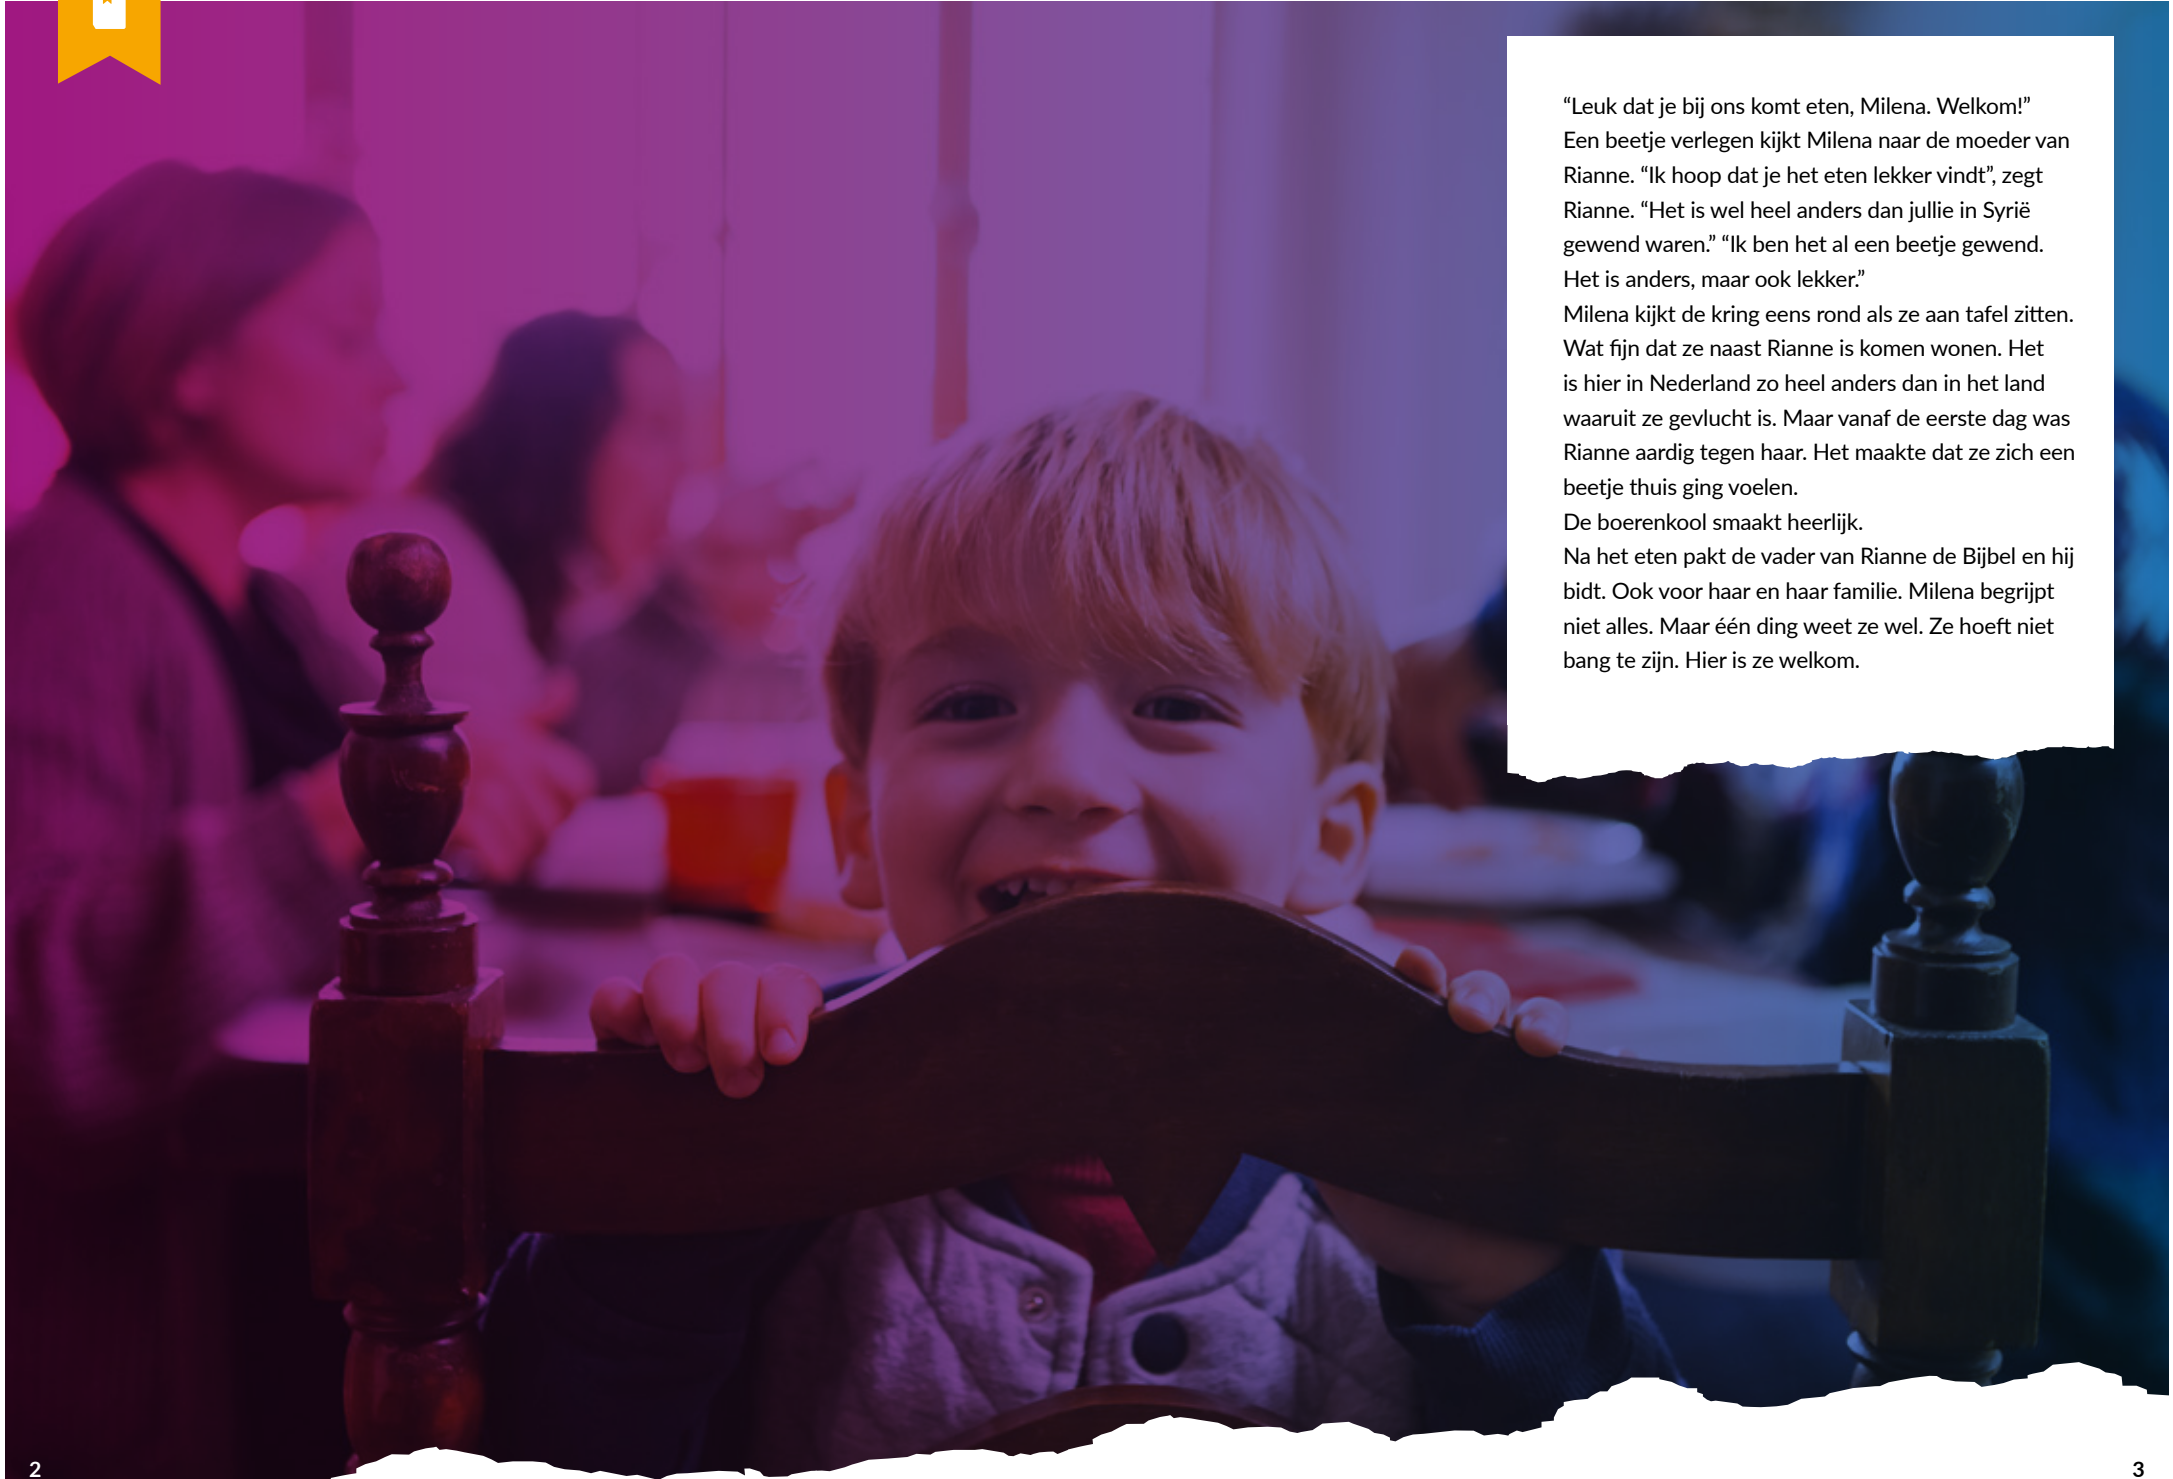 “Leuk dat je bij ons komt eten, Milena. Welkom!”
Een beetje verlegen kijkt Milena naar de moeder van
Rianne. “Ik hoop dat je het eten lekker vindt”, zegt
Rianne. “Het is wel heel anders dan jullie in Syrië
gewend waren.” “Ik ben het al een beetje gewend.
Het is anders, maar ook lekker.”
Milena kijkt de kring eens rond als ze aan tafel zitten.
Wat fijn dat ze naast Rianne is komen wonen. Het
is hier in Nederland zo heel anders dan in het land
waaruit ze gevlucht is. Maar vanaf de eerste dag was
Rianne aardig tegen haar. Het maakte dat ze zich een
beetje thuis ging voelen.
De boerenkool smaakt heerlijk.
Na het eten pakt de vader van Rianne de Bijbel en hij
bidt. Ook voor haar en haar familie. Milena begrijpt
niet alles. Maar één ding weet ze wel. Ze hoeft niet
bang te zijn. Hier is ze welkom.
2
3